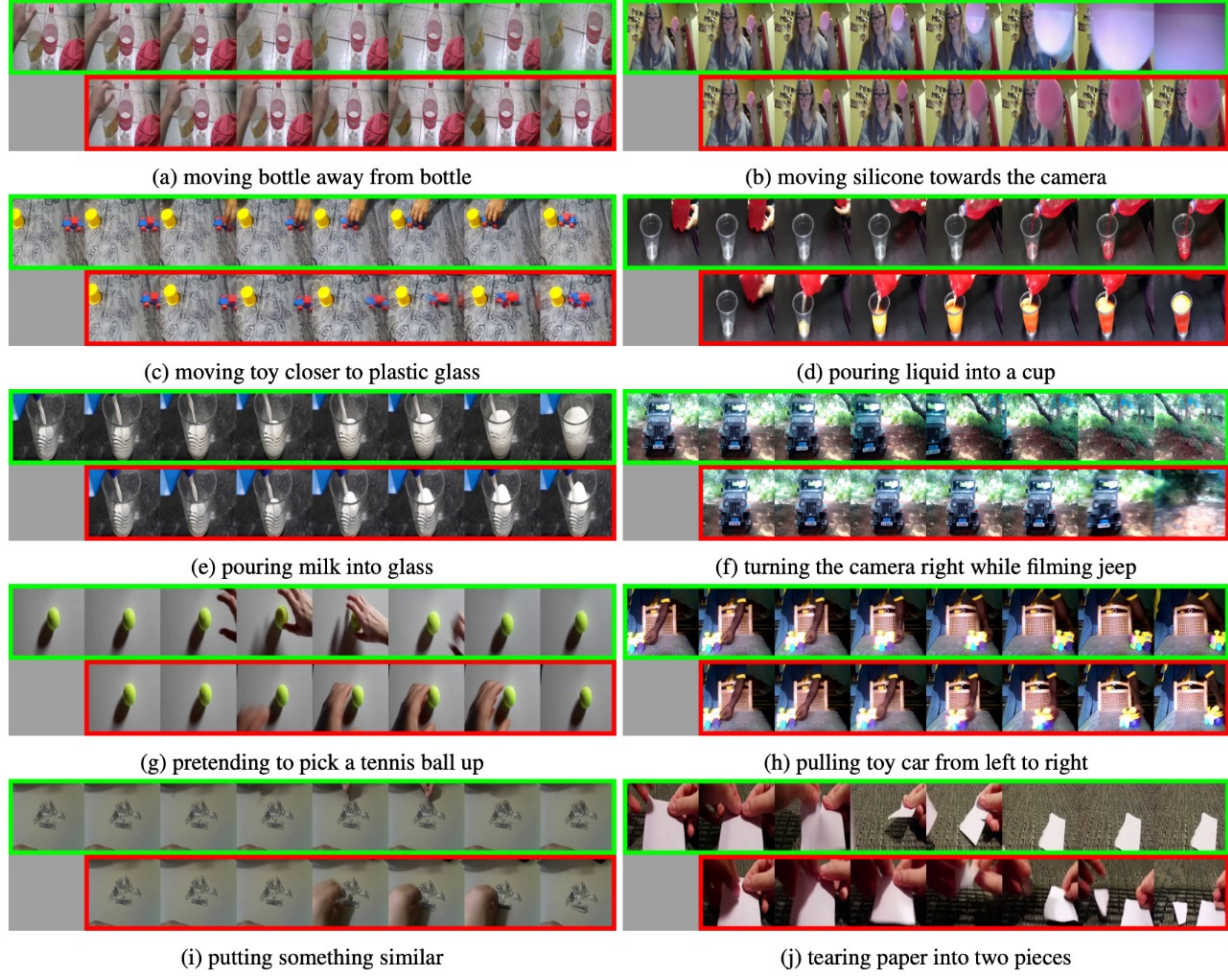 (a) moving bottle away from bottle
(b) moving silicone towards the camera
(c) moving toy closer to plastic glass
(d) pouring liquid into a cup
(e) pouring milk into glass
(f) turning the camera right while filming jeep
(g) pretending to pick a tennis ball up
(h) pulling toy car from left to right
(i) putting something similar
(j) tearing paper into two pieces